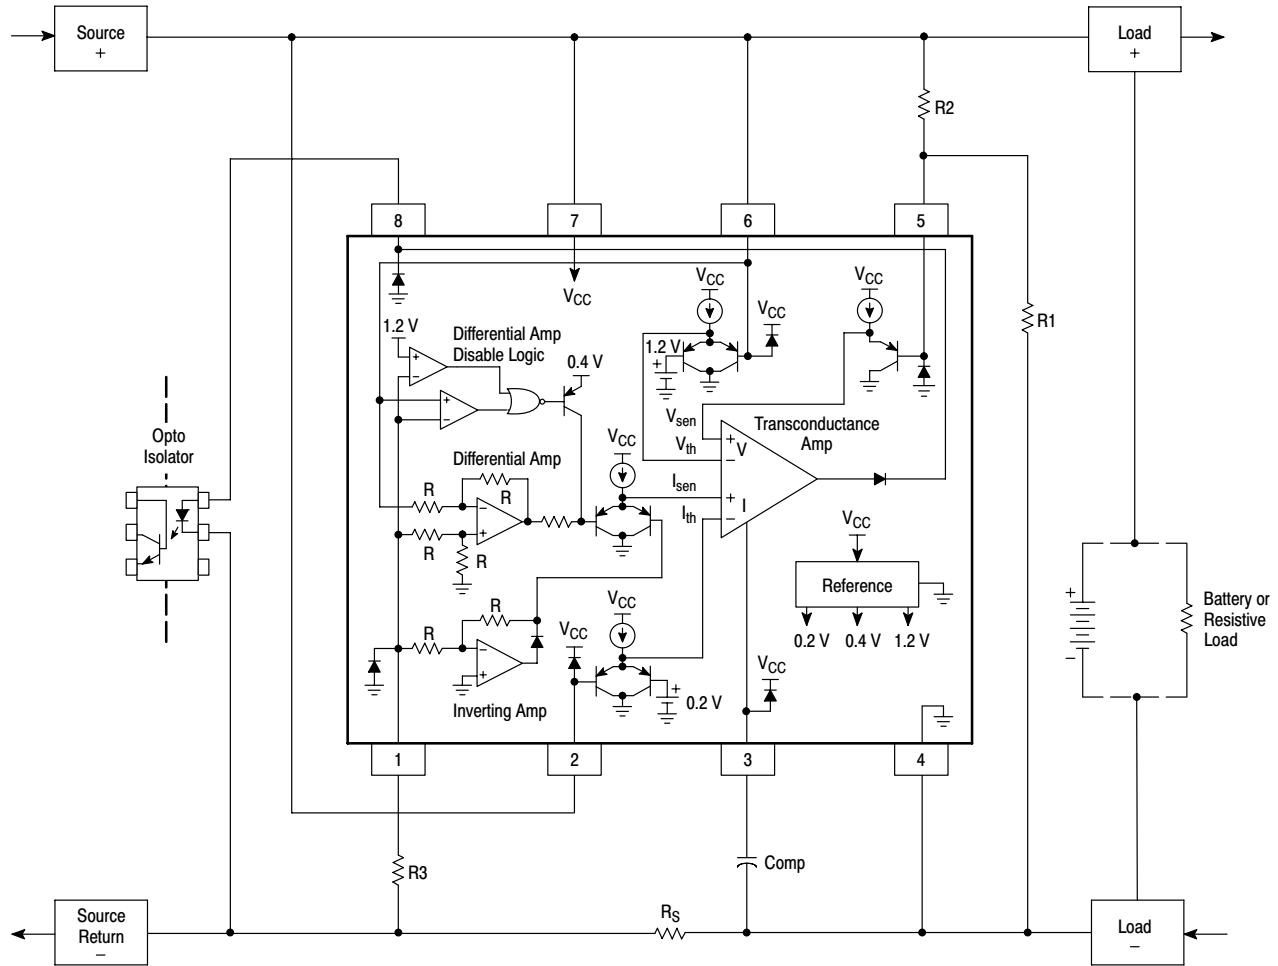 Source
+
Load
+
R2
8
7
6
5
VCC
VCC
VCC
VCC
1.2 V
Differential Amp
Disable Logic
0.4 V
1.2 V
+
R1
+
−
+
−
Vsen
Transconductance
Amp
Opto
Isolator
VCC
Vth
+
V
−
Differential Amp
R
R
Isen
+
I
Ith
−
−
+
R
R
VCC
Reference
0.2 V
0.4 V
1.2 V
+
−
Battery or
Resistive
Load
R
R
VCC
VCC
−
+
VCC
+
0.2 V
Inverting Amp
1
2
3
4
R3
Comp
Source
Return
−
RS
Load
−